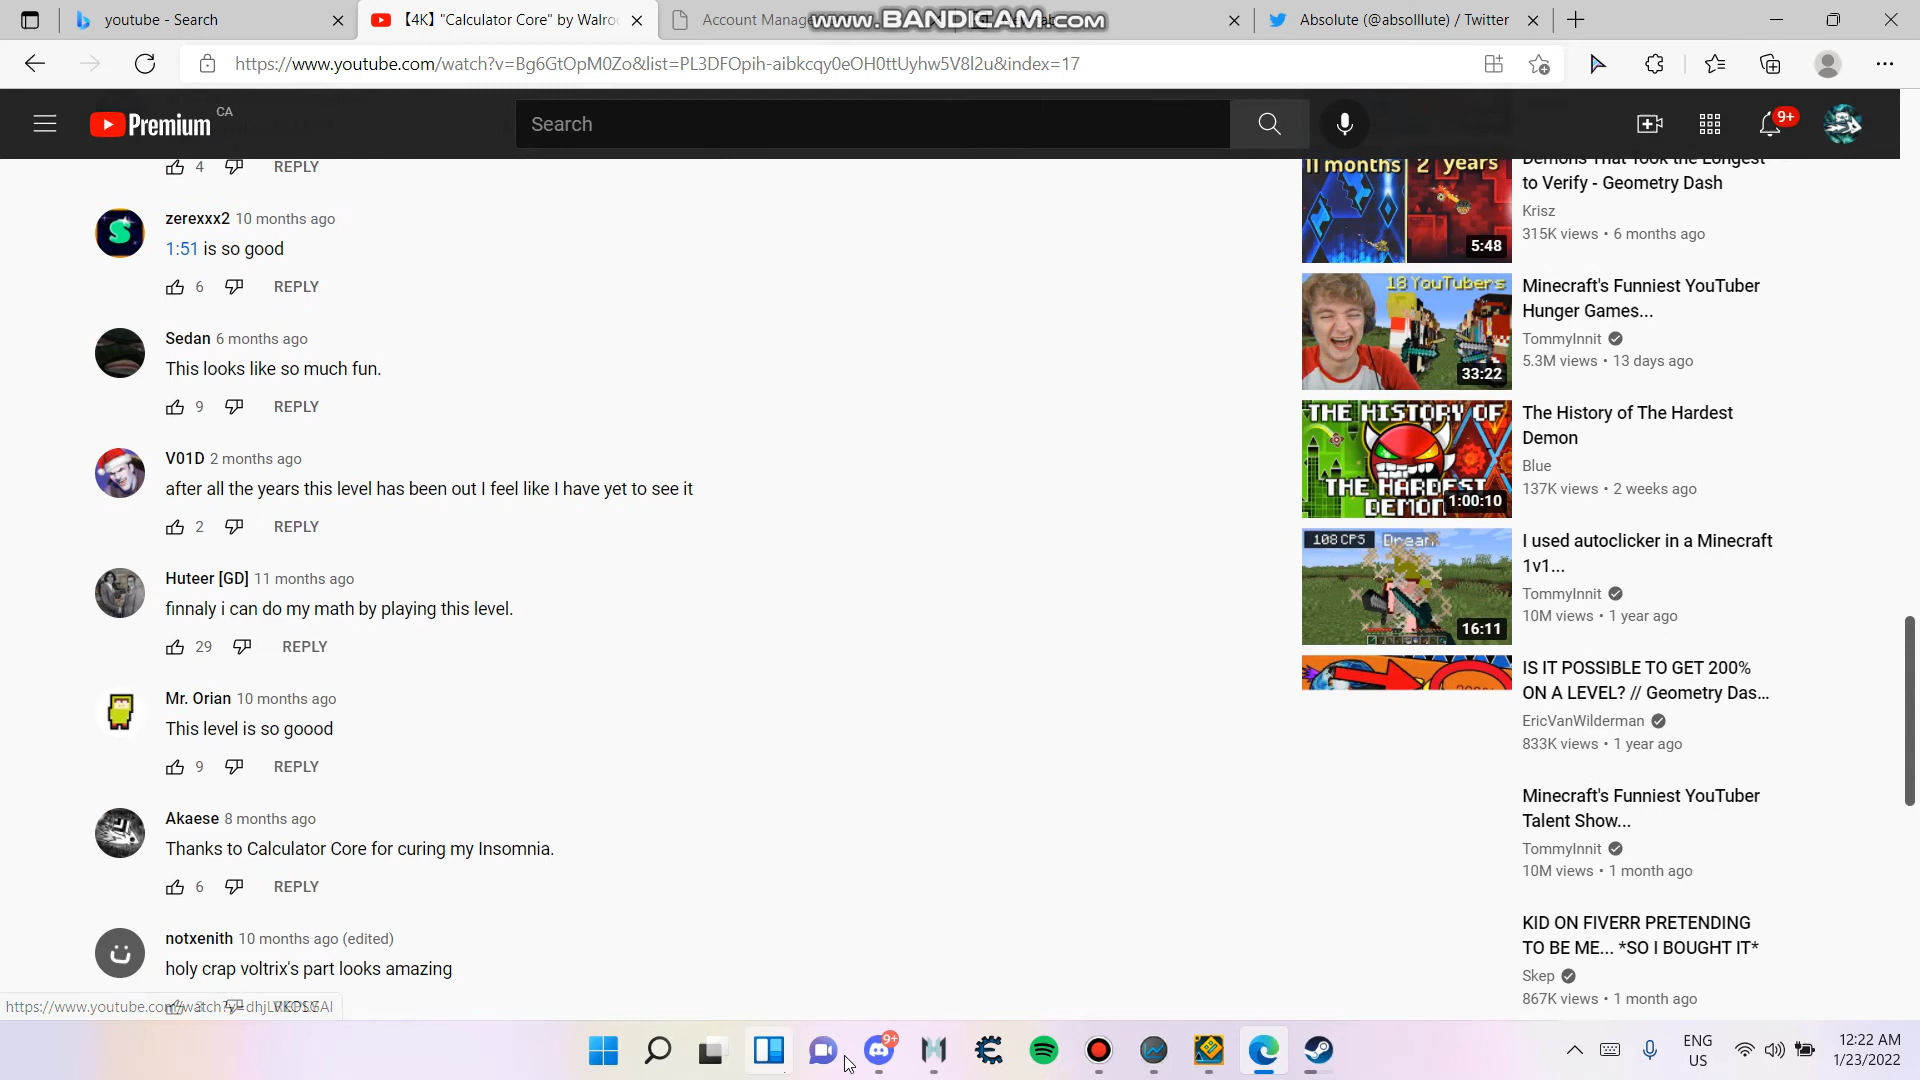 youtube - Search
【4K】 "Calculator Core" by Walro
Account Manage
WWW.BANDICAM.COM
Absolute (@absolllute) / Twitter
https://www.youtube.com/watch?v=Bg6GtOpM0Zo&list=PL3DFOpih-aibkcqy0eOH0ttUyhw5V8l2u&index=17
Premium
CA
Search
9+
4
REPLY
zerexxx2 10 months ago
1:51 is so good
6
REPLY
Sedan 6 months ago
This looks like so much fun.
9
REPLY
V01D 2 months ago
after all the years this level has been out I feel like I have yet to see it
2
REPLY
Huteer [GD] 11 months ago
finnaly i can do my math by playing this level.
29
REPLY
Mr. Orian 10 months ago
This level is so goood
9
REPLY
Akaese 8 months ago
Thanks to Calculator Core for curing my Insomnia.
6
REPLY
notxenith 10 months ago (edited)
holy crap voltrix's part looks amazing
REPLY
11 months
2 years
5:48
Demons That Took the Longest
to Verify - Geometry Dash
Krisz
315K views • 6 months ago
18 YouTubers
33:22
Minecraft's Funniest YouTuber
Hunger Games...
TommyInnit
5.3M views • 13 days ago
THE HISTORY OF
THE HARDEST
DEMON
1:00:10
The History of The Hardest
Demon
Blue
137K views • 2 weeks ago
108 CPS
Dream
16:11
I used autoclicker in a Minecraft
1v1...
TommyInnit
10M views • 1 year ago
IS IT POSSIBLE TO GET 200%
ON A LEVEL? // Geometry Das...
EricVanWilderman
833K views • 1 year ago
Minecraft's Funniest YouTuber
Talent Show...
TommyInnit
10M views • 1 month ago
KID ON FIVERR PRETENDING
TO BE ME... *SO I BOUGHT IT*
Skep
867K views • 1 month ago
9+
ENG
US
12:22 AM
1/23/2022